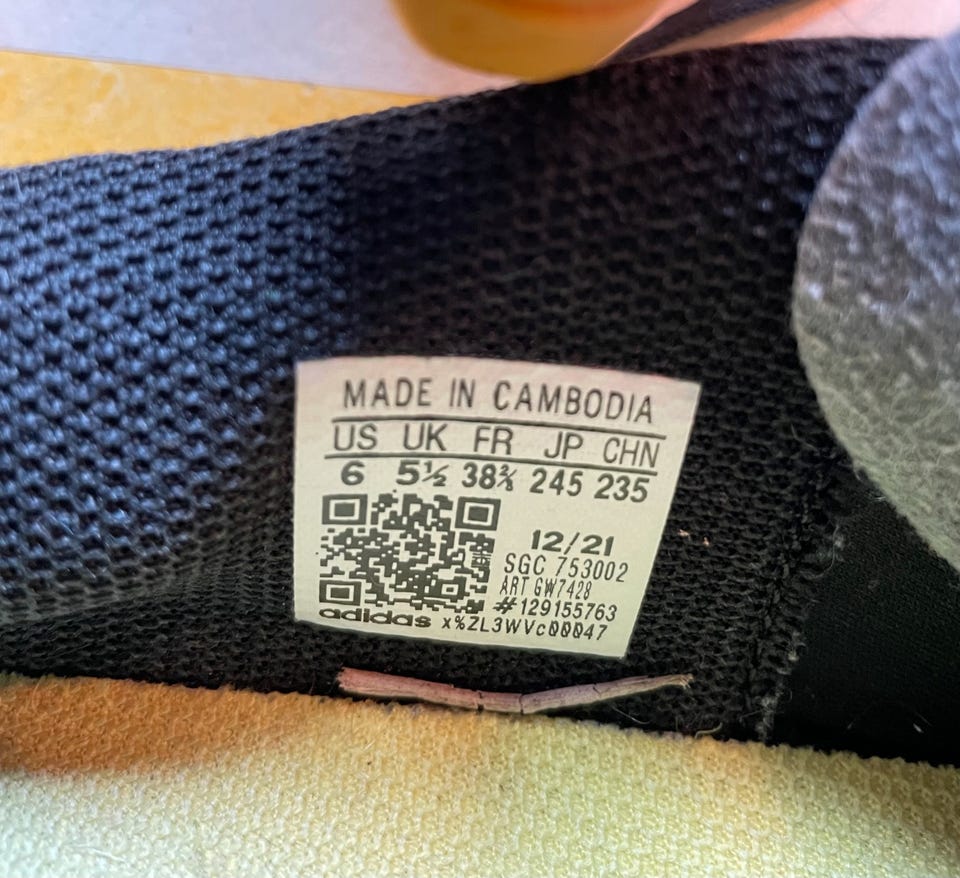 MADE IN CAMBODIA
US UK FR JP CHN
6 5½ 38⅔ 245 235
12/21
SGC 753002
ART GW7428
#129155763
adidas x%ZL3WVc00047